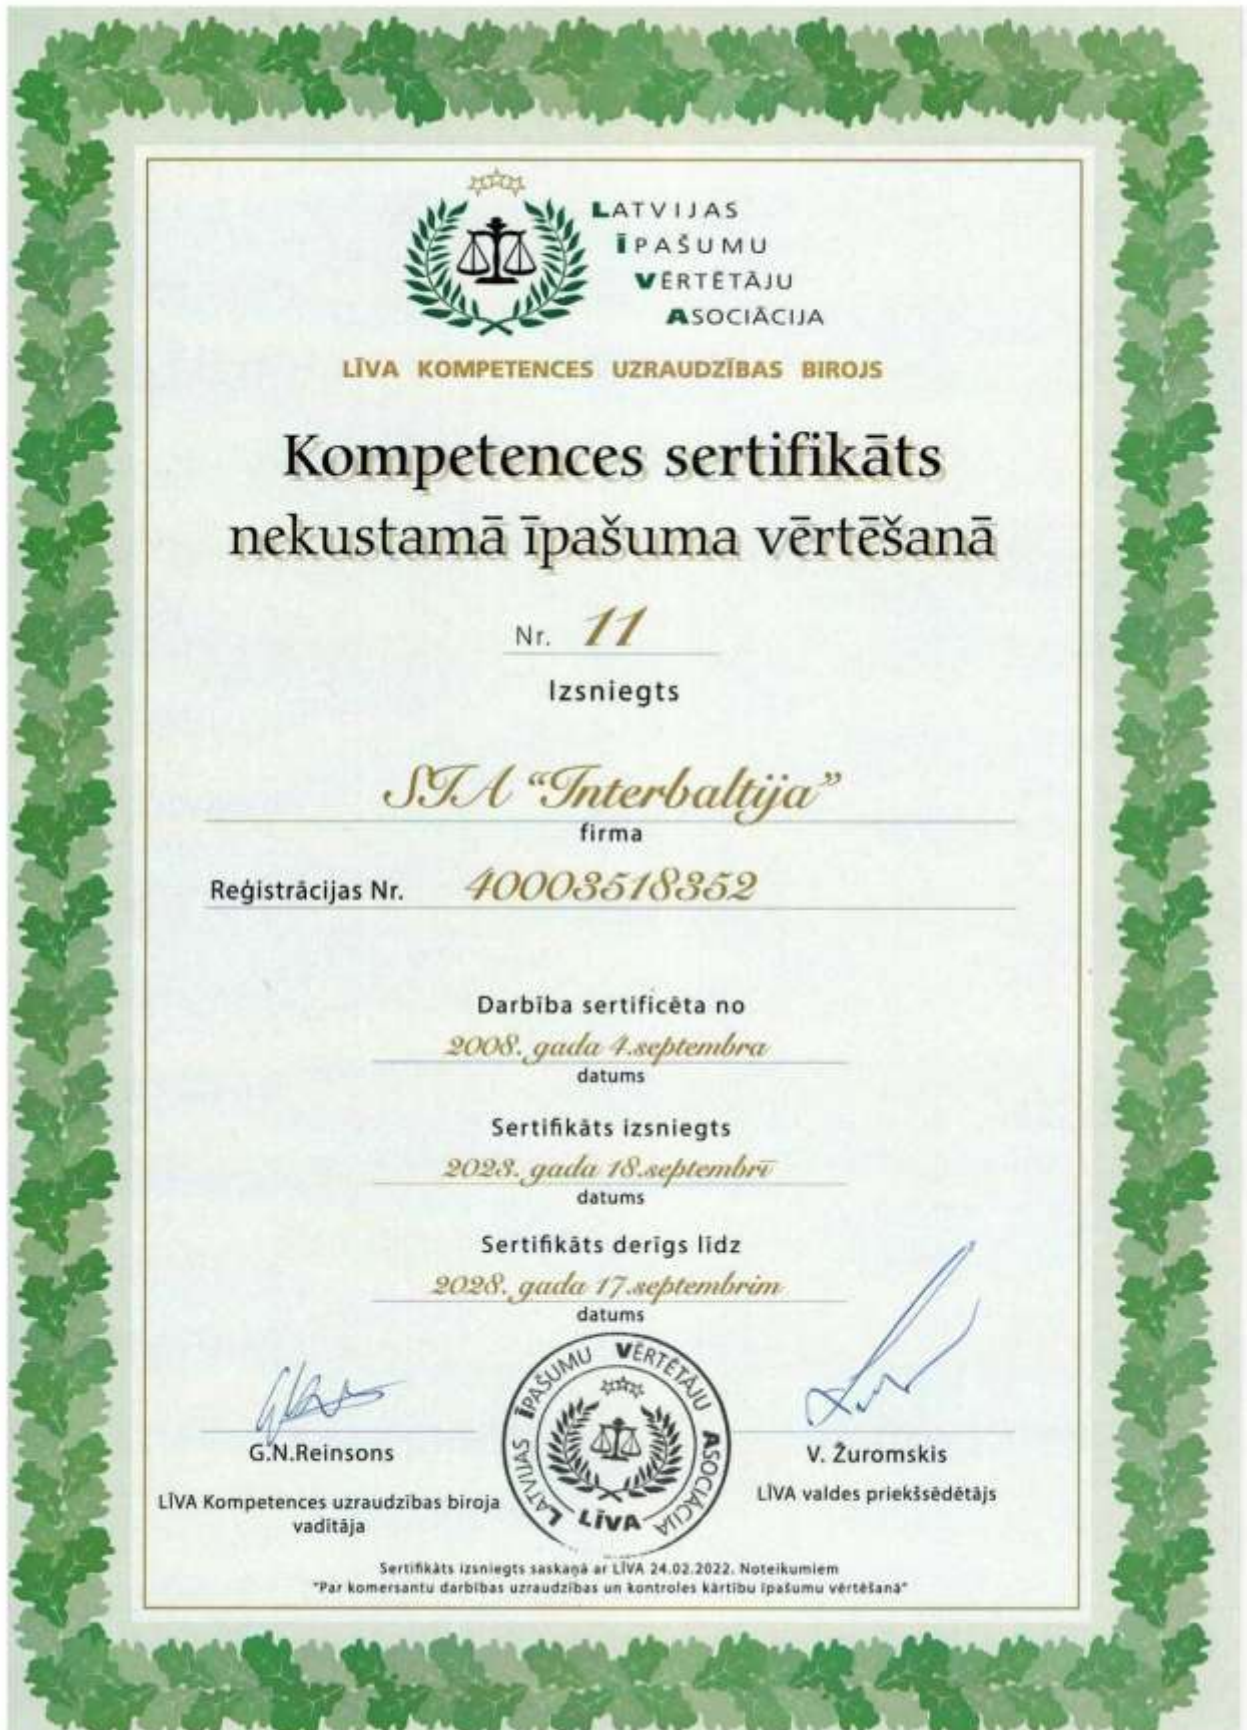 LATVIJAS
ĪPAŠUMU
VĒRTĒTĀJU
ASOCIĀCIJA
LĪVA KOMPETENCES UZRAUDZĪBAS BIROJS
Kompetences sertifikāts
nekustamā īpašuma vērtēšanā
Nr. 11
Izsniegts
SIA “Interbaltija”
firma
Reģistrācijas Nr. 40003518352
Darbība sertificēta no
2008. gada 4.septembra
datums
Sertifikāts izsniegts
2023. gada 18.septembrī
datums
Sertifikāts derīgs līdz
2028. gada 17.septembrim
datums
LATVIJAS ĪPAŠUMU VĒRTĒTĀJU ASOCIĀCIJA
LĪVA
G.N.Reinsons
LĪVA Kompetences uzraudzības biroja
vadītāja
V. Žuromskis
LĪVA valdes priekšsēdētājs
Sertifikāts izsniegts saskaņā ar LĪVA 24.02.2022. Noteikumiem
"Par komersantu darbības uzraudzības un kontroles kārtību īpašumu vērtēšanā"